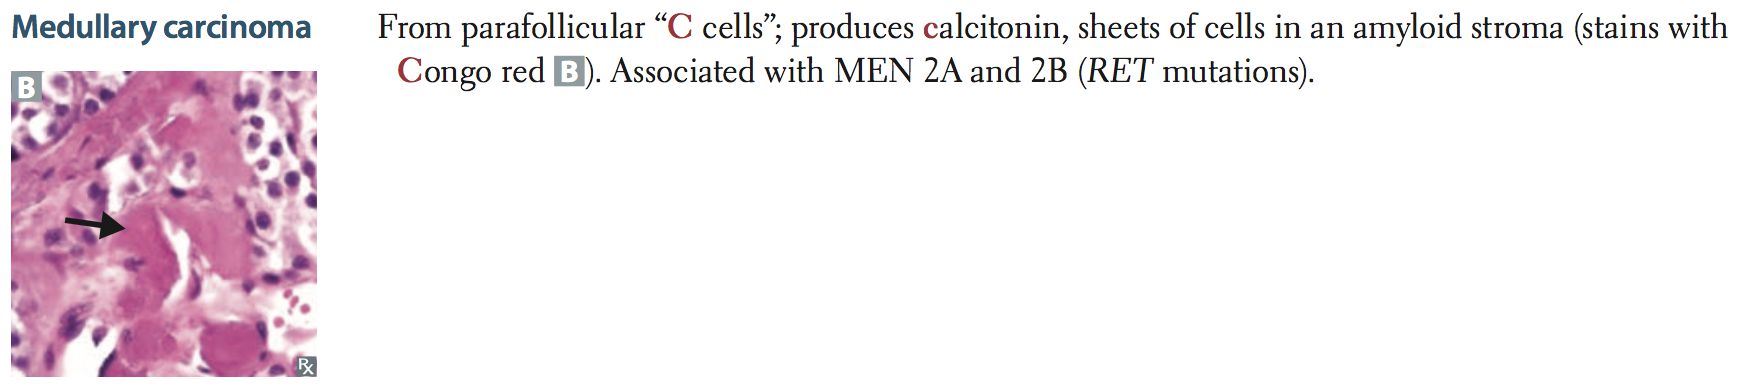 Medullary carcinoma
From parafollicular “C cells”; produces calcitonin, sheets of cells in an amyloid stroma (stains with
Congo red B). Associated with MEN 2A and 2B (RET mutations).
B
Rx